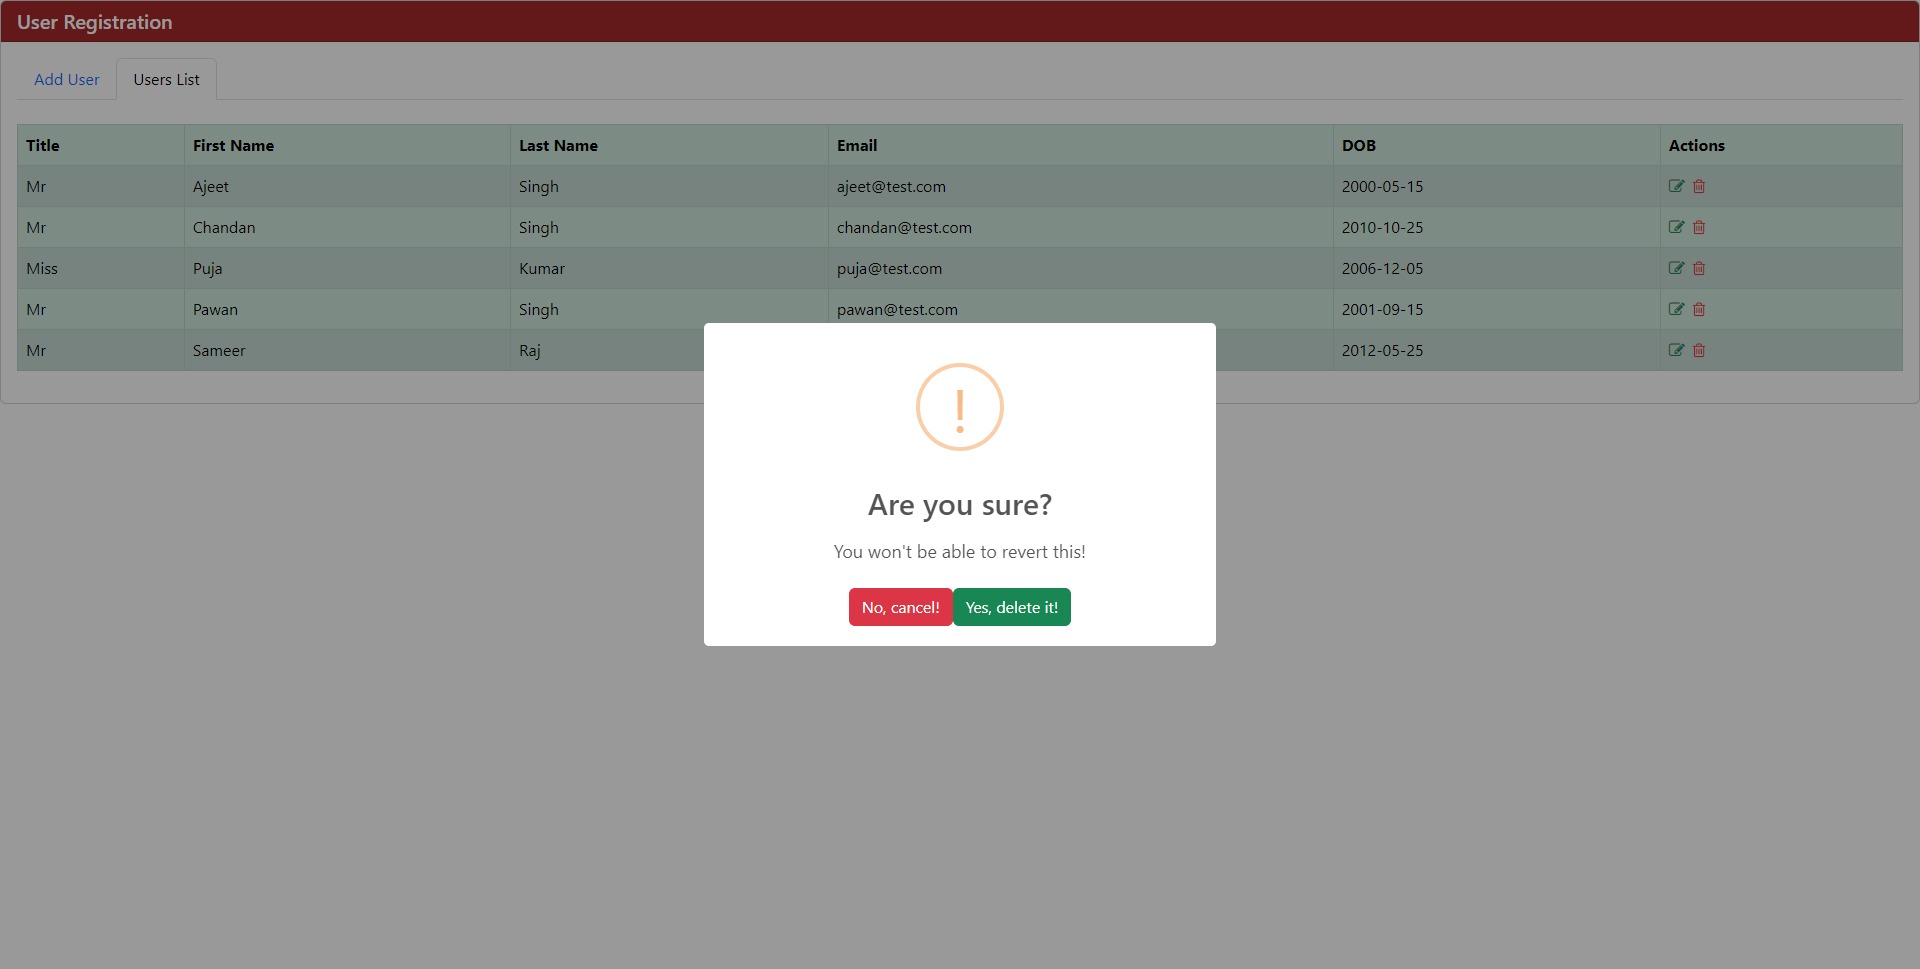 User Registration
Add User Users List
Title First Name Last Name Email DOB Actions
Mr Ajeet Singh ajeet@test.com 2000-05-15
Mr Chandan Singh chandan@test.com 2010-10-25
Miss Puja Kumar puja@test.com 2006-12-05
Mr Pawan Singh pawan@test.com 2001-09-15
Mr Sameer Raj 2012-05-25
!
Are you sure?
You won't be able to revert this!
No, cancel! Yes, delete it!